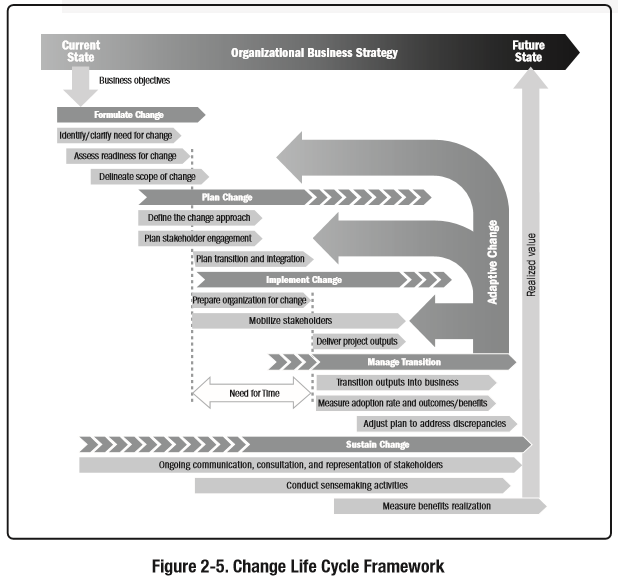 Current
State
Organizational Business Strategy
Future
State
Business objectives
Formulate Change
Identify/clarify need for change
Assess readiness for change
Delineate scope of change
Plan Change
Define the change approach
Plan stakeholder engagement
Plan transition and integration
Implement Change
Prepare organization for change
Mobilize stakeholders
Deliver project outputs
Manage Transition
Transition outputs into business
Need for Time
Measure adoption rate and outcomes/benefits
Adjust plan to address discrepancies
Sustain Change
Ongoing communication, consultation, and representation of stakeholders
Conduct sensemaking activities
Measure benefits realization
Adaptive Change
Realized value
Figure 2-5. Change Life Cycle Framework